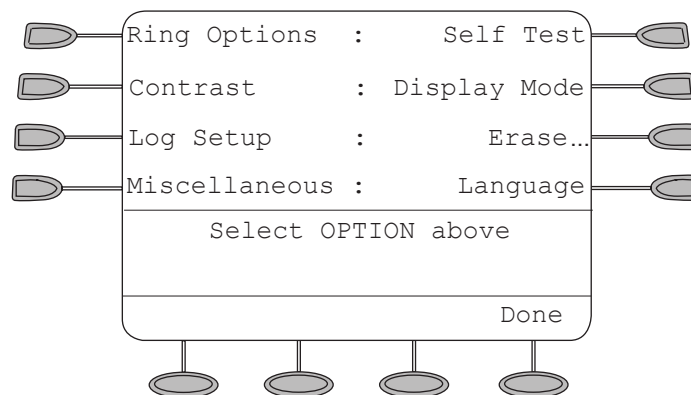 Ring Options : Self Test
Contrast : Display Mode
Log Setup : Erase…
Miscellaneous : Language
Select OPTION above
Done